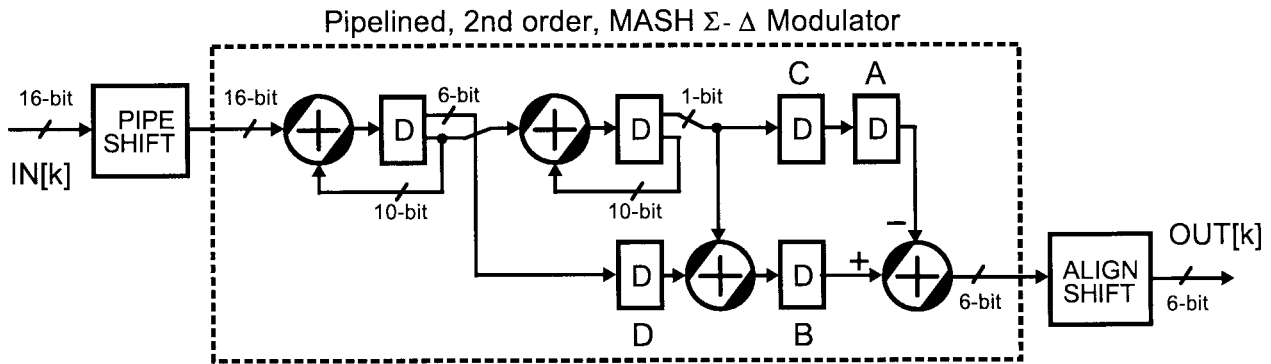 Pipelined, 2nd order, MASH Σ- Δ Modulator
16-bit
PIPE
SHIFT
IN[k]
16-bit
D
6-bit
10-bit
D
1-bit
10-bit
C
A
D
D
D
D
D
B
−
+
6-bit
ALIGN
SHIFT
OUT[k]
6-bit